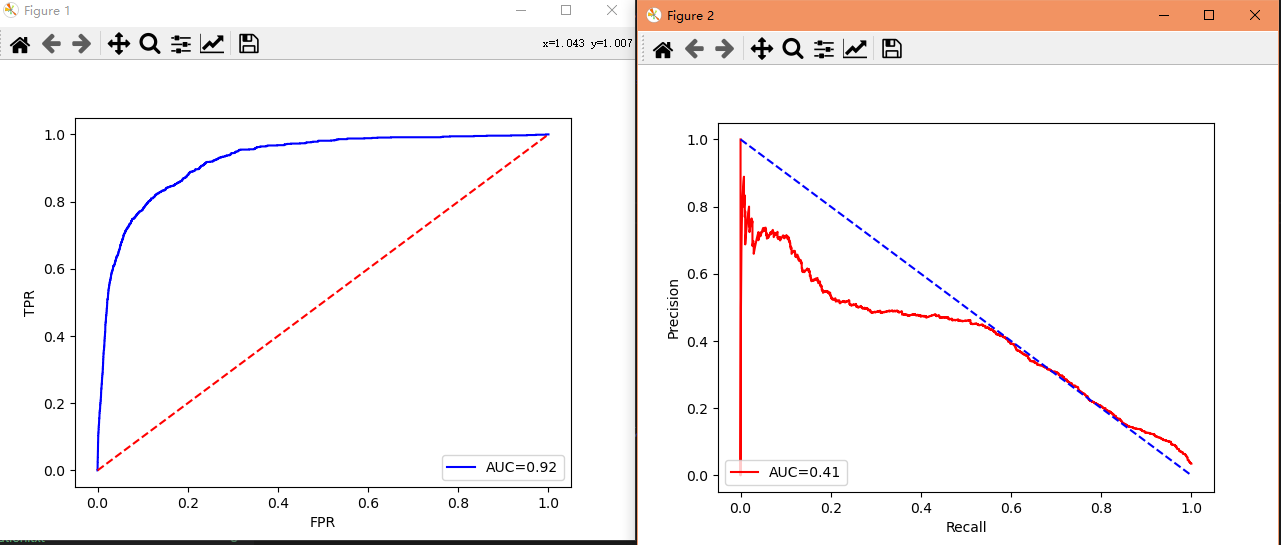 Figure 1
x=1.043 y=1.007
1.0
0.8
0.6
0.4
0.2
0.0
TPR
0.0 0.2 0.4 0.6 0.8 1.0
FPR
AUC=0.92
Figure 2
1.0
0.8
0.6
0.4
0.2
0.0
Precision
0.0 0.2 0.4 0.6 0.8 1.0
Recall
AUC=0.41